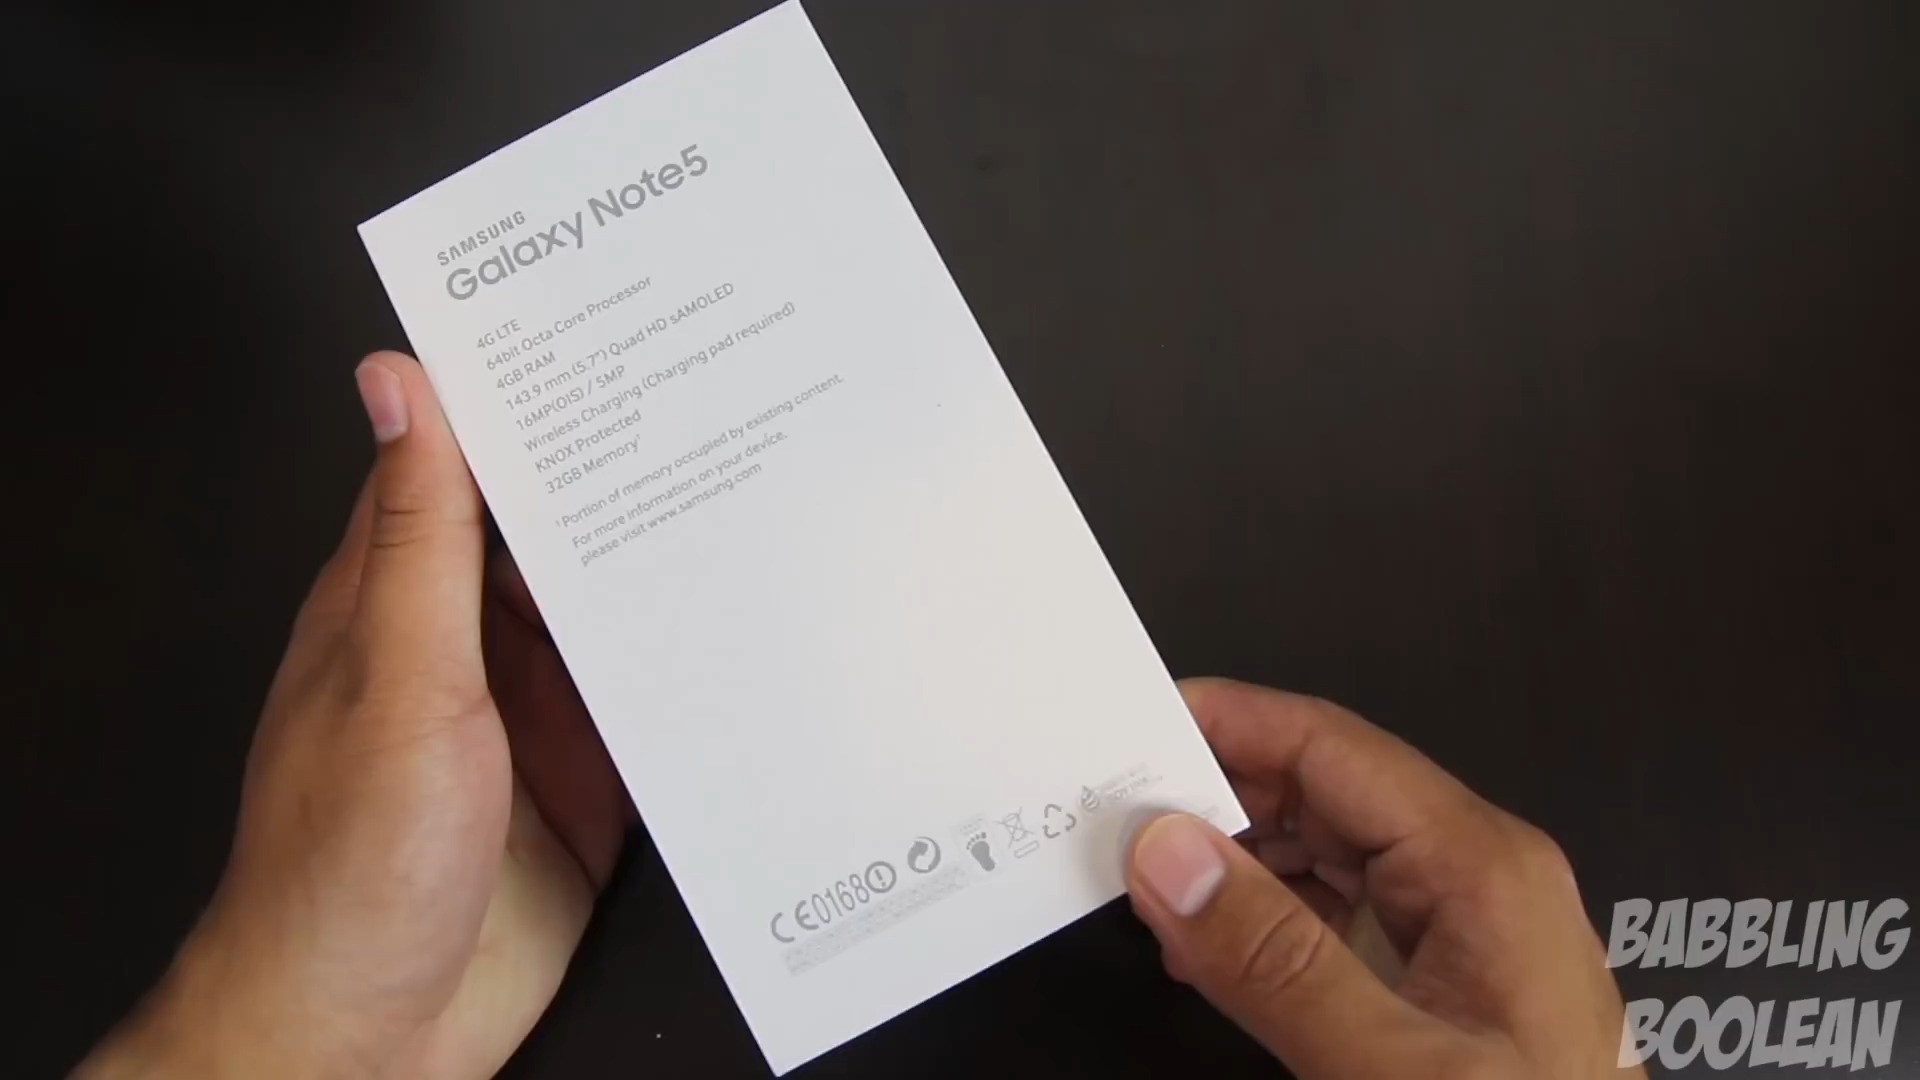 SAMSUNG
Galaxy Note5
4G LTE
64bit Octa Core Processor
4GB RAM
143.9 mm (5.7") Quad HD sAMOLED
16MP(OIS) / 5MP
Wireless Charging (Charging pad required)
KNOX Protected
32GB Memory¹
¹ Portion of memory occupied by existing content.
For more information on your device,
please visit www.samsung.com
CE0168
SOY INK
BABBLING
BOOLEAN